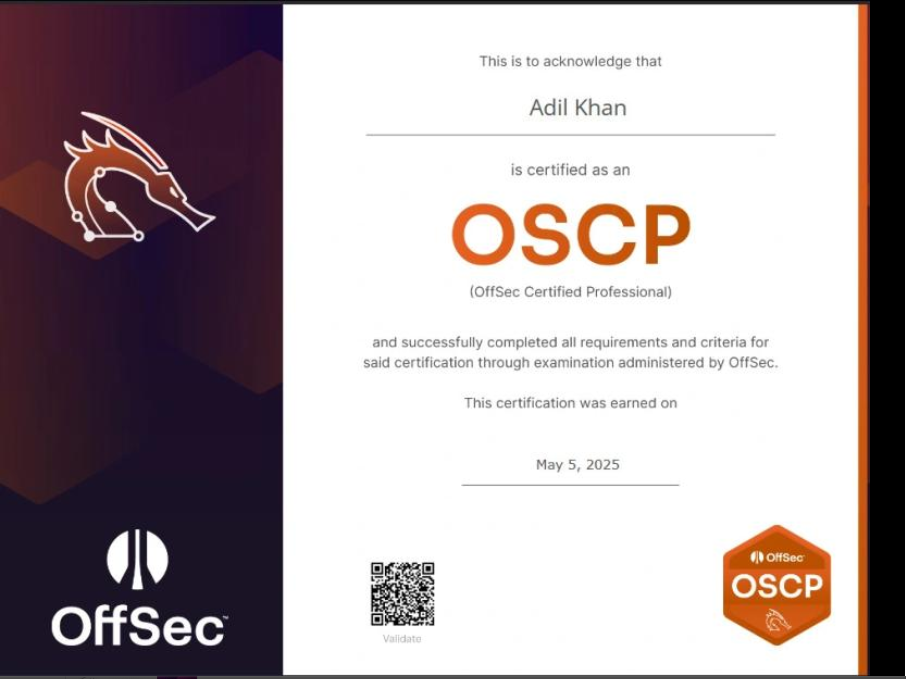 This is to acknowledge that
Adil Khan
is certified as an
OSCP
(OffSec Certified Professional)
and successfully completed all requirements and criteria for
said certification through examination administered by OffSec.
This certification was earned on
May 5, 2025
OffSec™
Validate
OffSec
OSCP